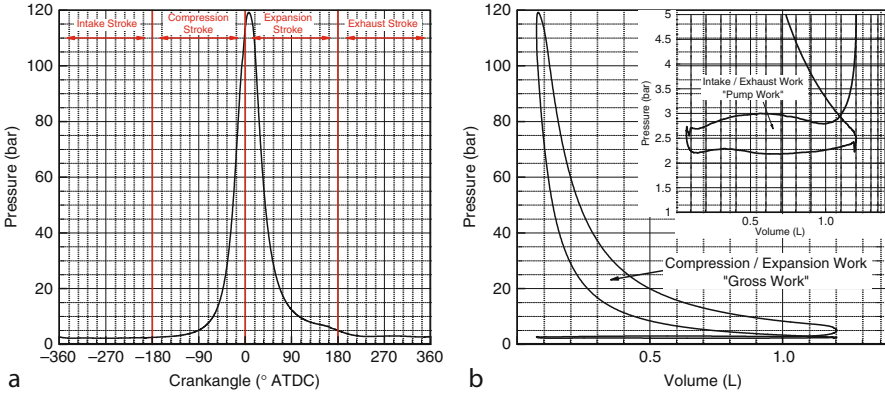 120
100
80
60
40
20
0
Pressure (bar)
Intake Stroke
Compression
Stroke
Expansion
Stroke
Exhaust Stroke
–360 –270 –180 –90 0 90 180 270 360
Crankangle (° ATDC)
a
120
100
80
60
40
20
0
Pressure (bar)
Compression / Expansion Work
"Gross Work"
0.5 1.0
Volume (L)
b
5
4.5
4
3.5
3
2.5
2
1.5
1
Pressure (bar)
Intake / Exhaust Work
"Pump Work"
0.5 1.0
Volume (L)